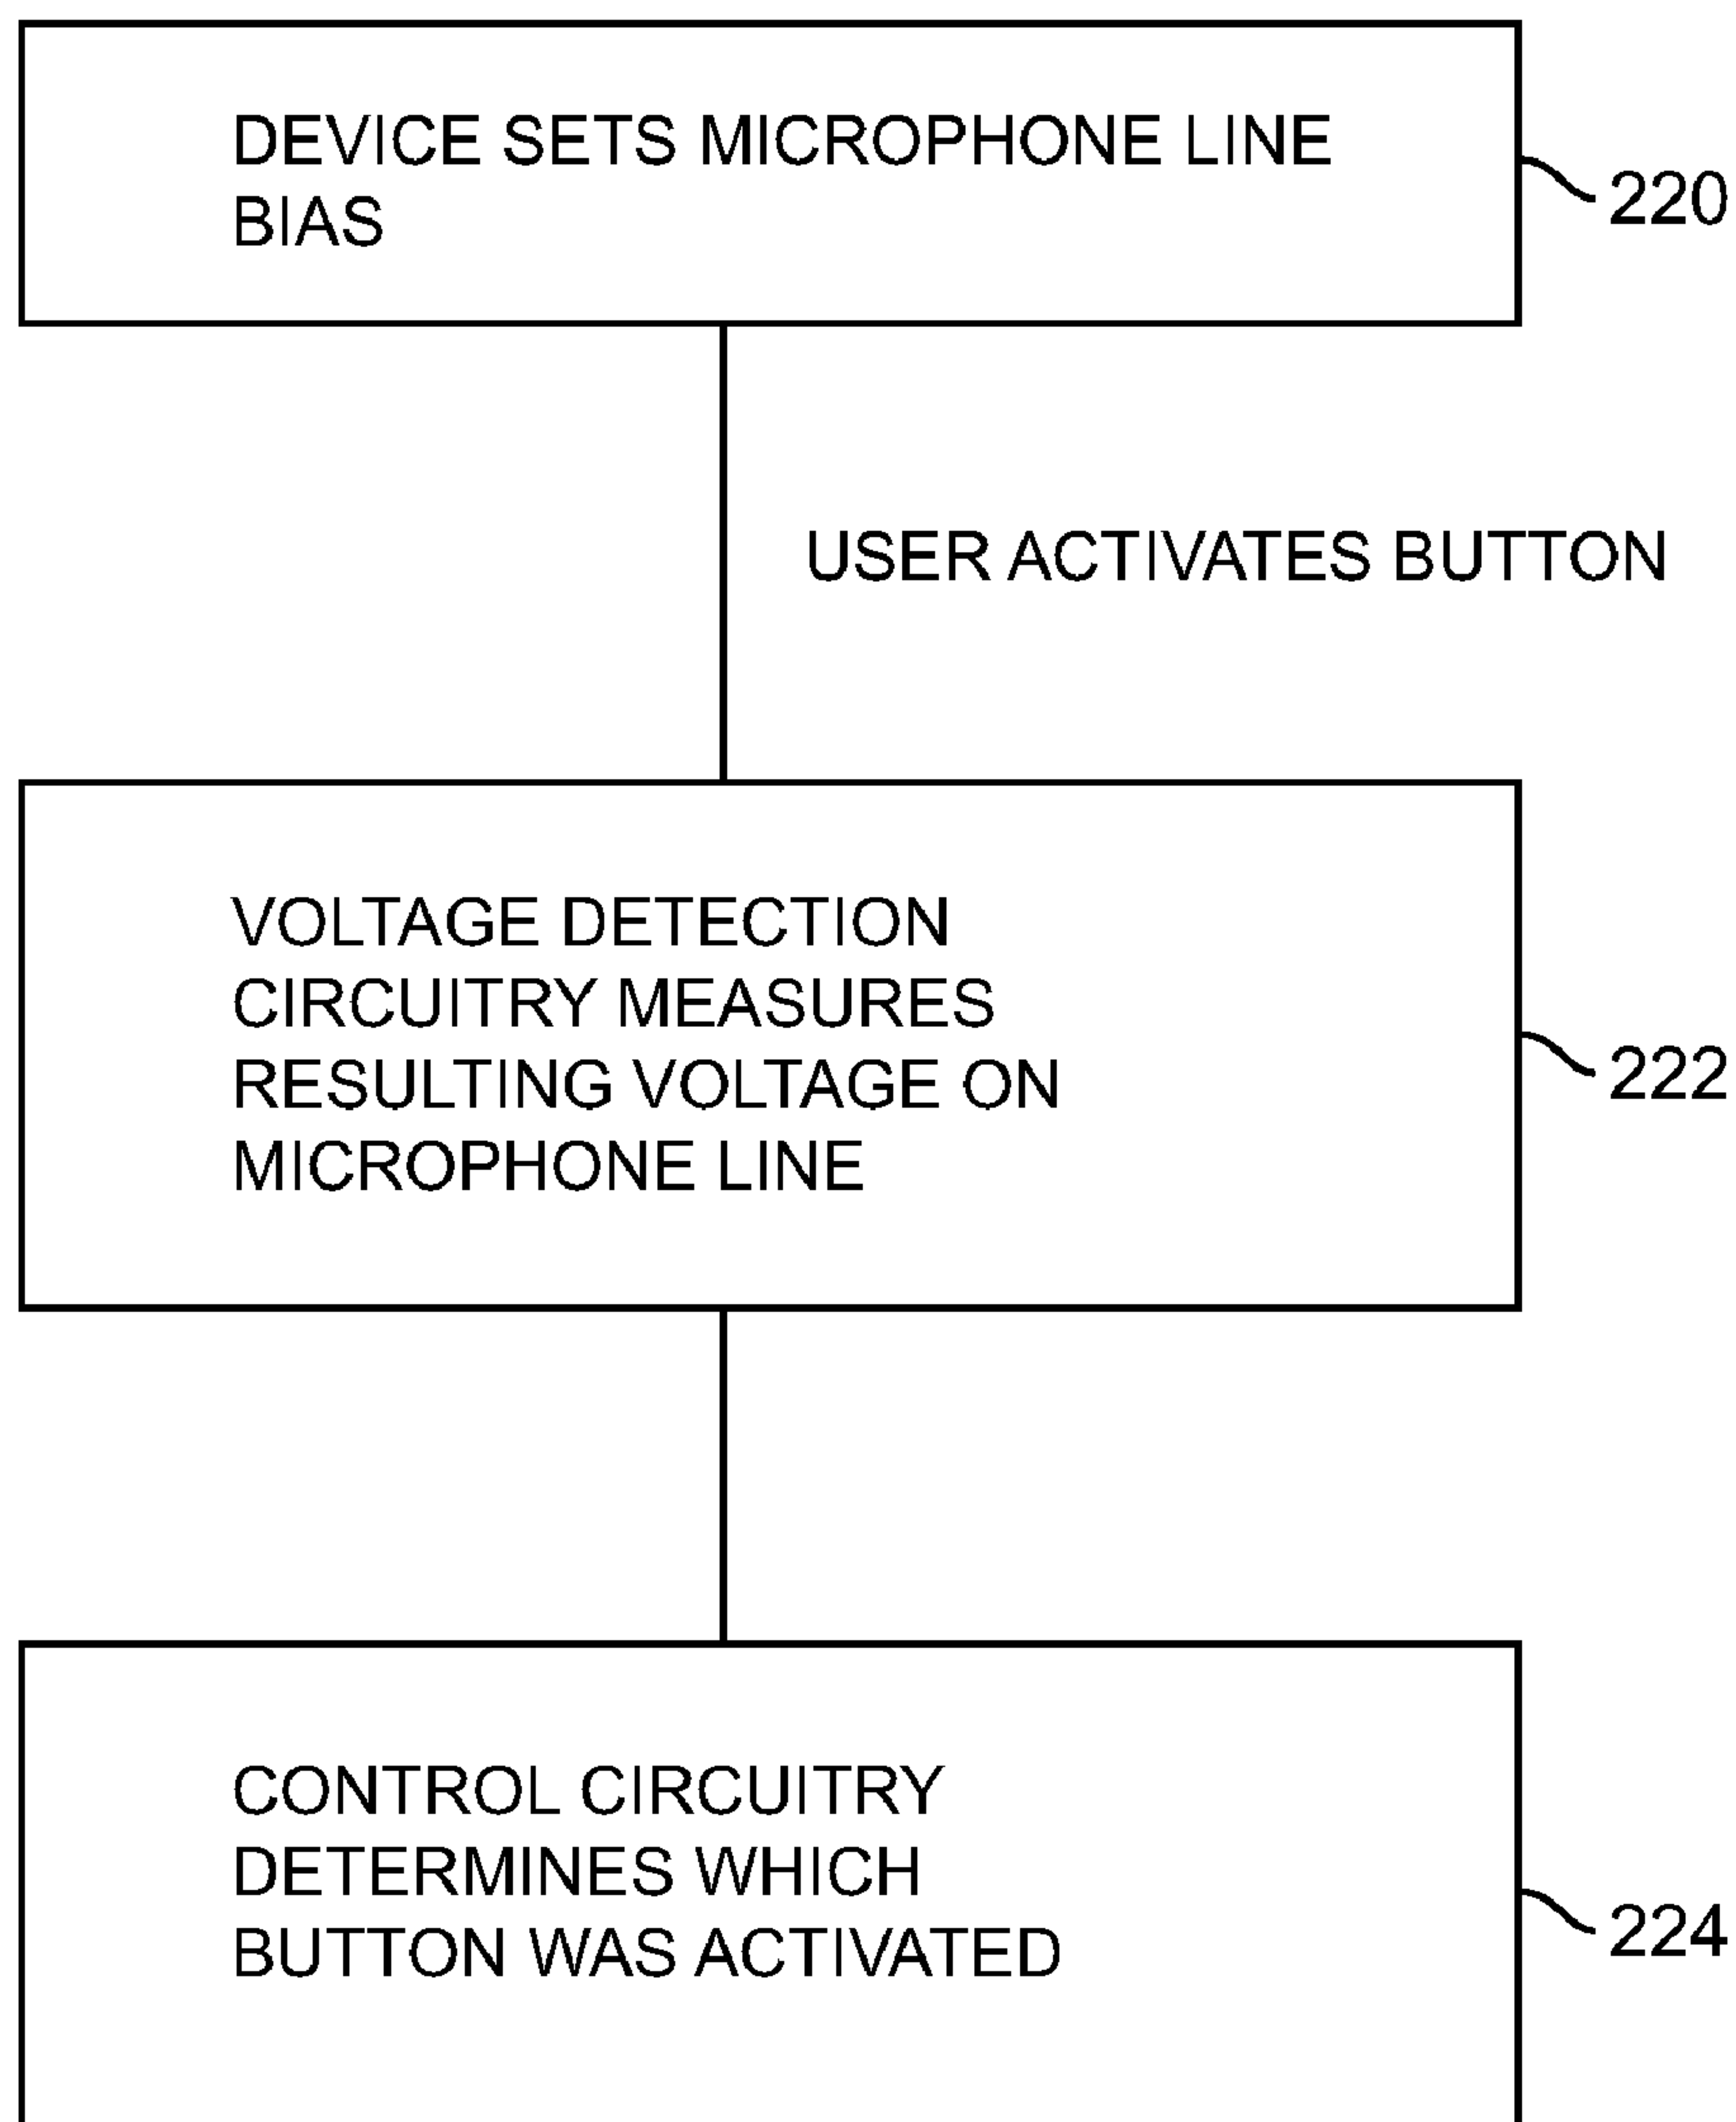 DEVICE SETS MICROPHONE LINE
BIAS
220
USER ACTIVATES BUTTON
VOLTAGE DETECTION
CIRCUITRY MEASURES
RESULTING VOLTAGE ON
MICROPHONE LINE
222
CONTROL CIRCUITRY
DETERMINES WHICH
BUTTON WAS ACTIVATED
224